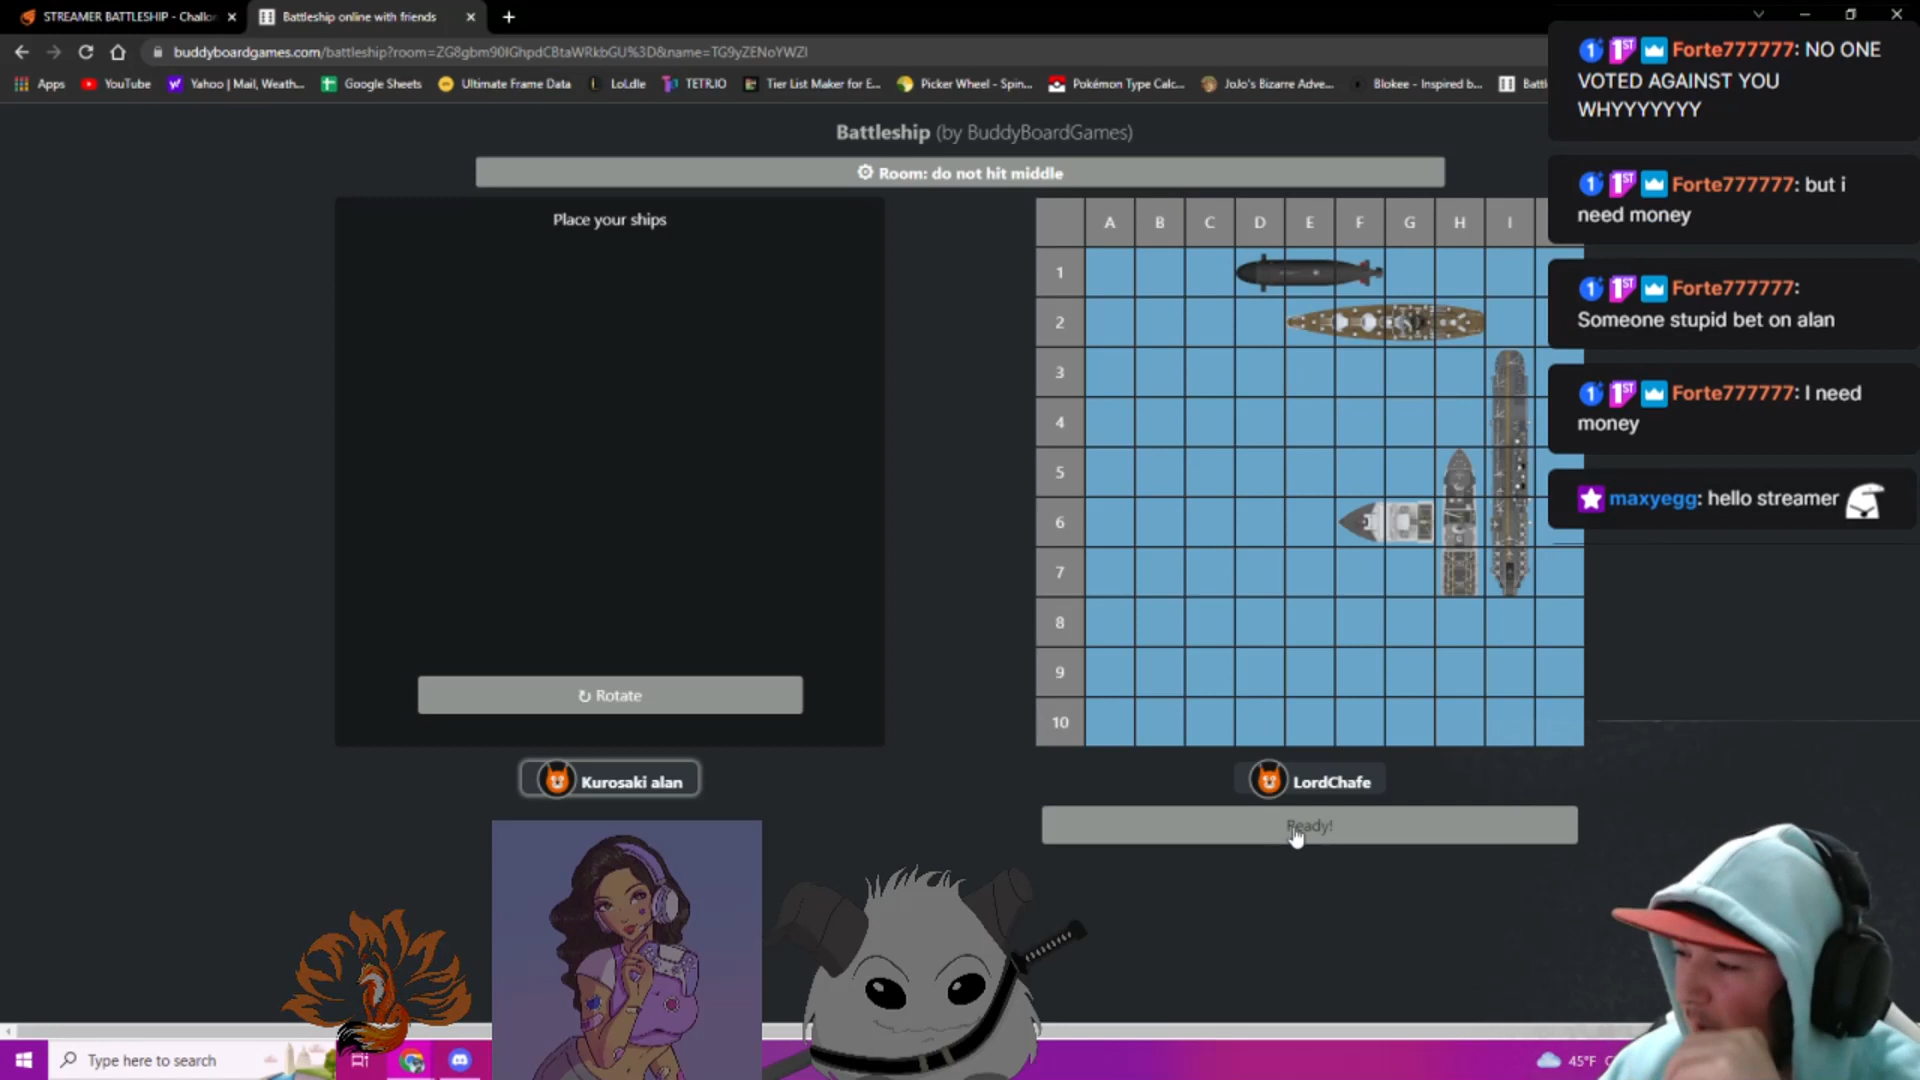 STREAMER BATTLESHIP - Challo
Battleship online with friends
buddyboardgames.com/battleship?room=ZG8gbm90IGhpdCBtaWRkbGU%3D&name=TG9yZENoYWZl
Apps
YouTube
Yahoo | Mail, Weath...
Google Sheets
Ultimate Frame Data
LoLdle
TETR.IO
Tier List Maker for E...
Picker Wheel - Spin...
Pokémon Type Calc...
JoJo's Bizarre Adve...
Blokee - Inspired b...
Battl
Battleship (by BuddyBoardGames)
Room: do not hit middle
Place your ships
Rotate
Kurosaki alan
A B C D E F G H I
1
2
3
4
5
6
7
8
9
10
LordChafe
Ready!
Forte777777: NO ONE
VOTED AGAINST YOU
WHYYYYYYY
Forte777777: but i
need money
Forte777777:
Someone stupid bet on alan
Forte777777: I need
money
maxyegg: hello streamer
Type here to search
45°F